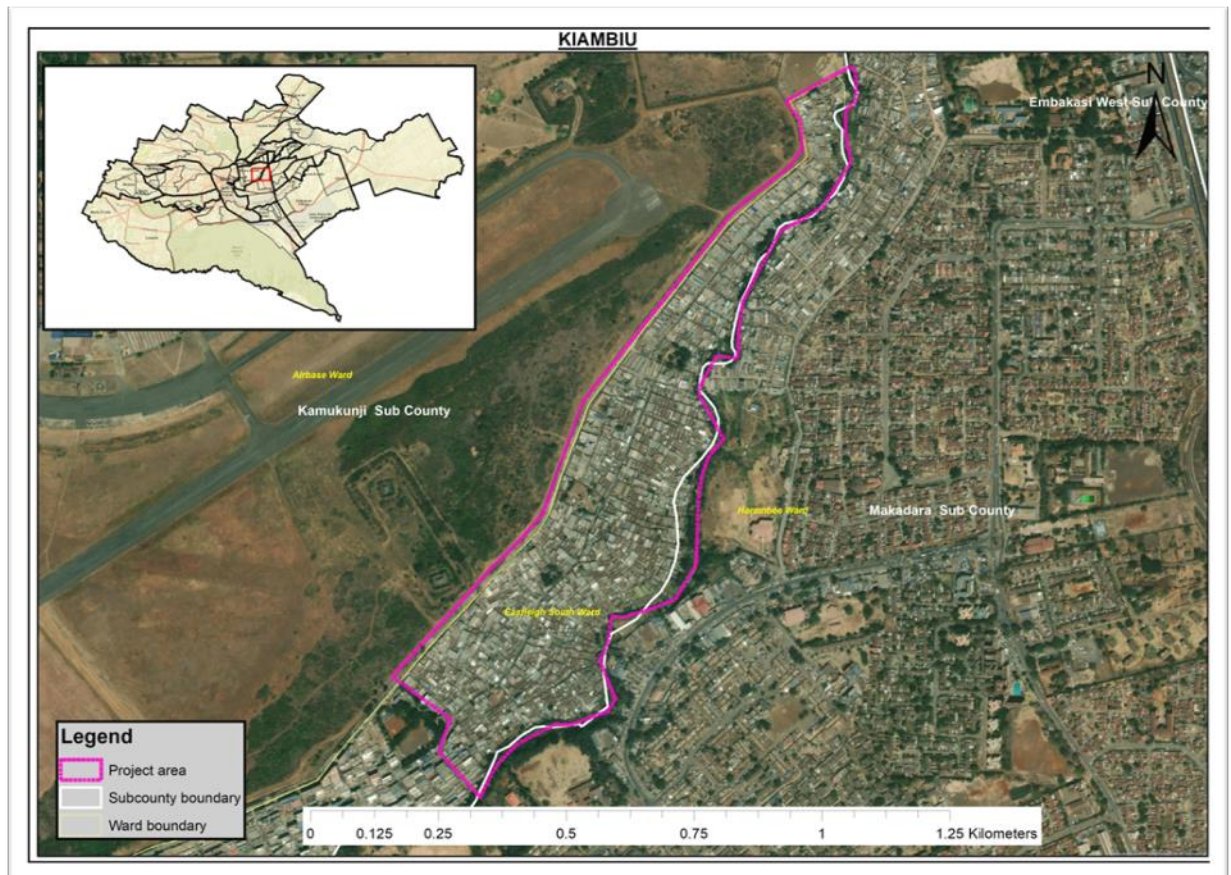 KIAMBIU
N
Embakasi West Sub County
Airbase Ward
Kamukunji Sub County
Harambee Ward
Makadara Sub County
Eastleigh South Ward
Legend
Project area
Subcounty boundary
Ward boundary
0 0.125 0.25 0.5 0.75 1 1.25 Kilometers